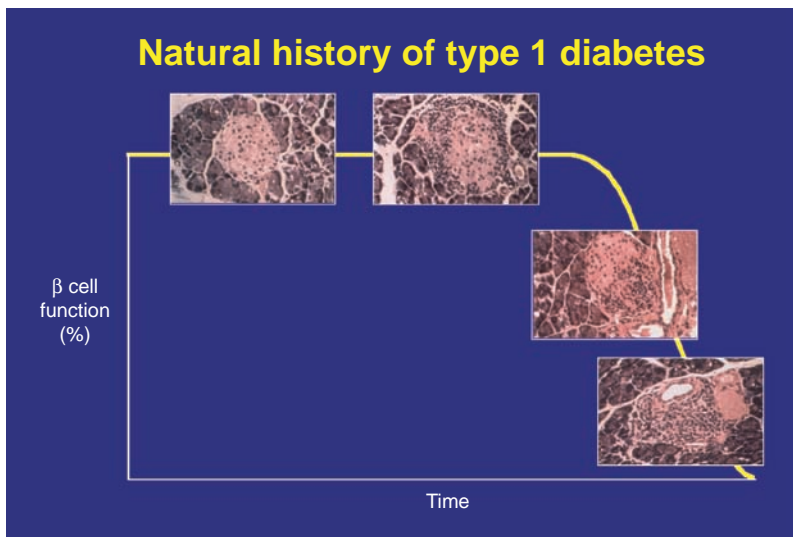 Natural history of type 1 diabetes
β cell
function
(%)
Time